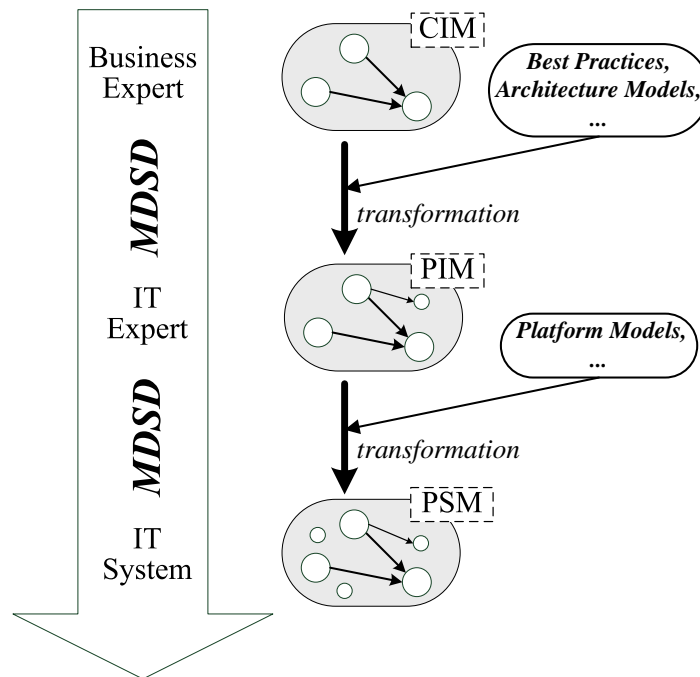 Business
Expert
MDSD
IT
Expert
MDSD
IT
System
CIM
Best Practices,
Architecture Models,
...
transformation
PIM
Platform Models,
...
transformation
PSM